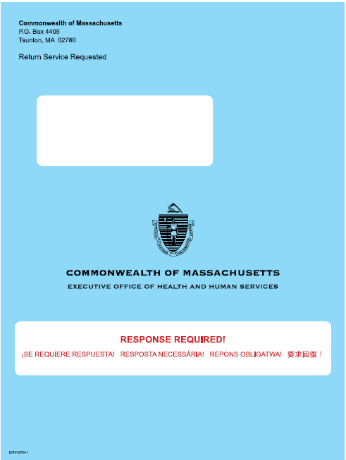 Commonwealth of Massachusetts
P.O. Box 4405
Taunton, MA 02780
Return Service Requested
COMMONWEALTH OF MASSACHUSETTS
EXECUTIVE OFFICE OF HEALTH AND HUMAN SERVICES
RESPONSE REQUIRED!
¡SE REQUIERE RESPUESTA! RESPOSTA NECESSÁRIA! REPONS OBLIGATWA! 要求回復！